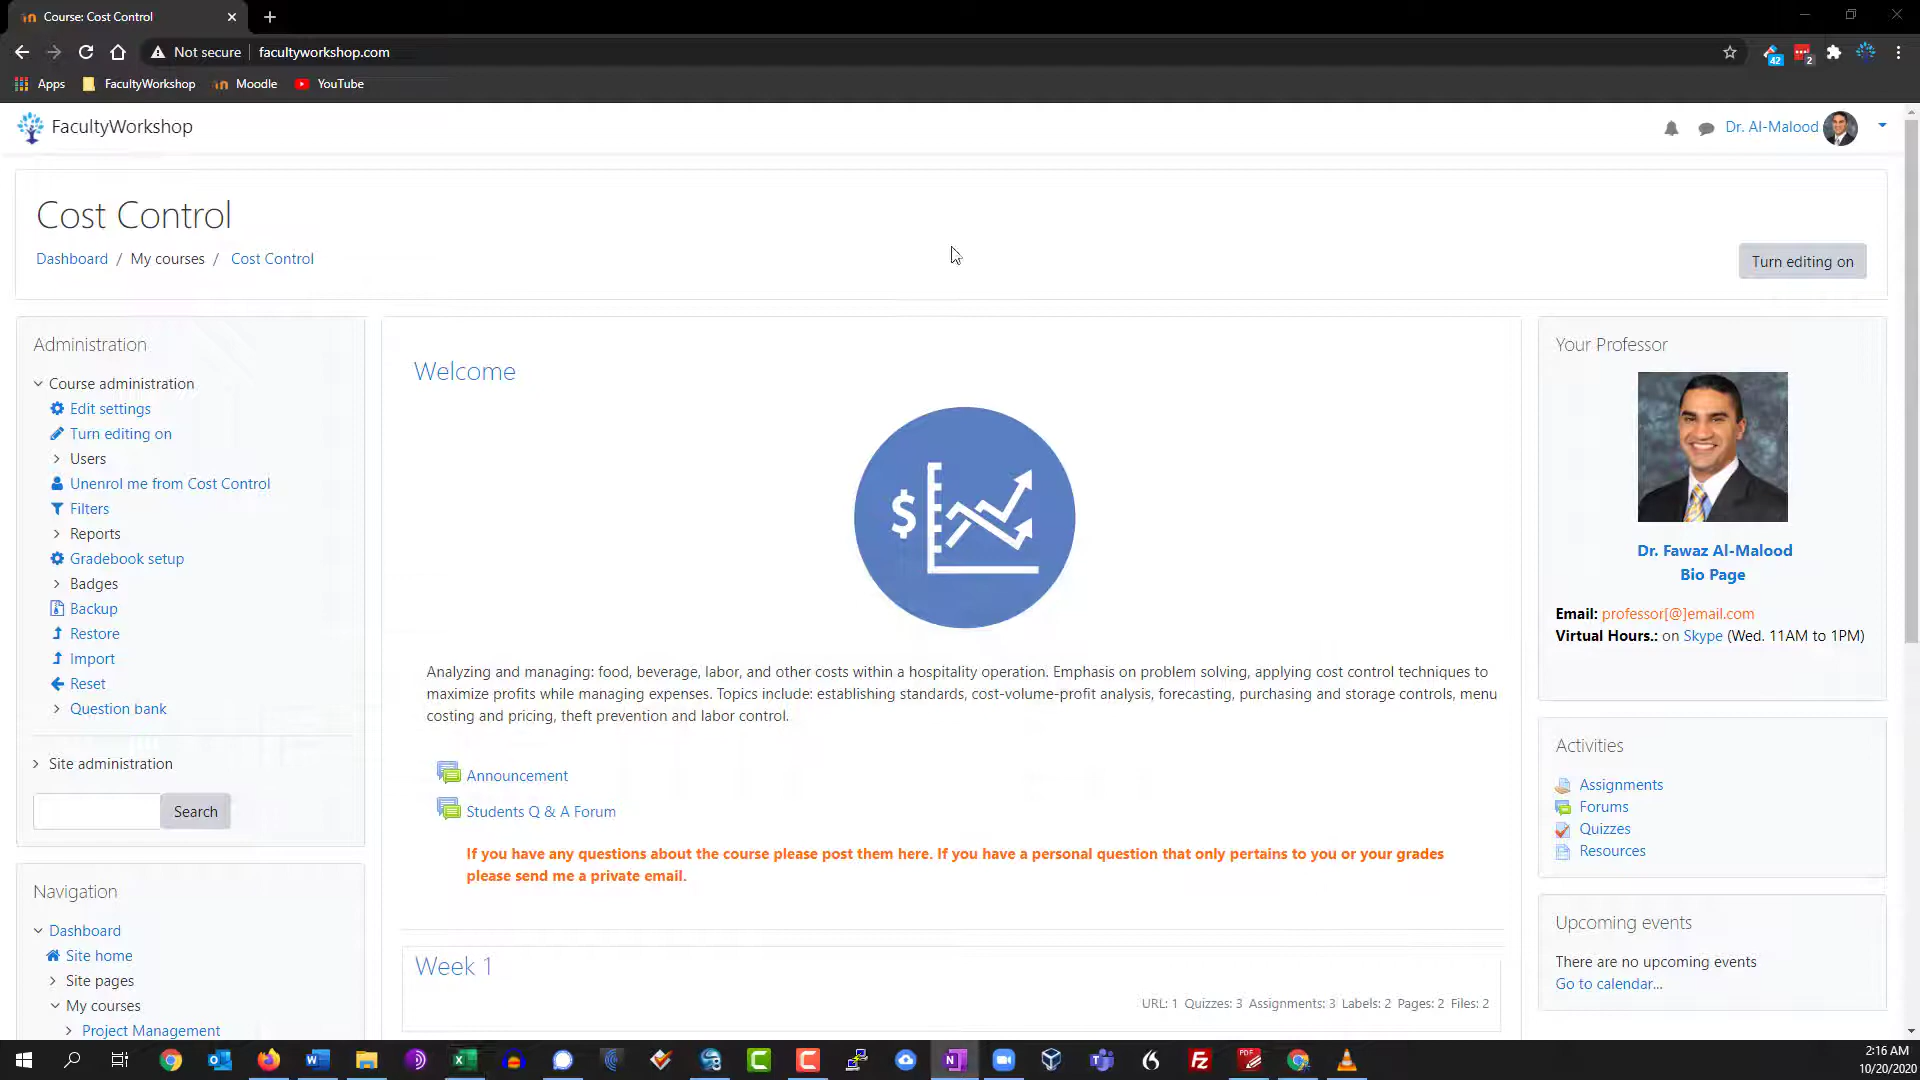 Course: Cost Control
Not secure
facultyworkshop.com
42
2
Apps
FacultyWorkshop
Moodle
YouTube
FacultyWorkshop
Dr. Al-Malood
Cost Control
Dashboard / My courses / Cost Control
Turn editing on
Administration
Course administration
Edit settings
Turn editing on
Users
Unenrol me from Cost Control
Filters
Reports
Gradebook setup
Badges
Backup
Restore
Import
Reset
Question bank
Site administration
Search
Navigation
Dashboard
Site home
Site pages
My courses
Project Management
Welcome
$
Analyzing and managing: food, beverage, labor, and other costs within a hospitality operation. Emphasis on problem solving, applying cost control techniques to
maximize profits while managing expenses. Topics include: establishing standards, cost-volume-profit analysis, forecasting, purchasing and storage controls, menu
costing and pricing, theft prevention and labor control.
Announcement
Students Q & A Forum
If you have any questions about the course please post them here. If you have a personal question that only pertains to you or your grades
please send me a private email.
Week 1
URL: 1 Quizzes: 3 Assignments: 3 Labels: 2 Pages: 2 Files: 2
Your Professor
Dr. Fawaz Al-Malood
Bio Page
Email: professor[@]email.com
Virtual Hours.: on Skype (Wed. 11AM to 1PM)
Activities
Assignments
Forums
Quizzes
Resources
Upcoming events
There are no upcoming events
Go to calendar...
2:16 AM
10/20/2020